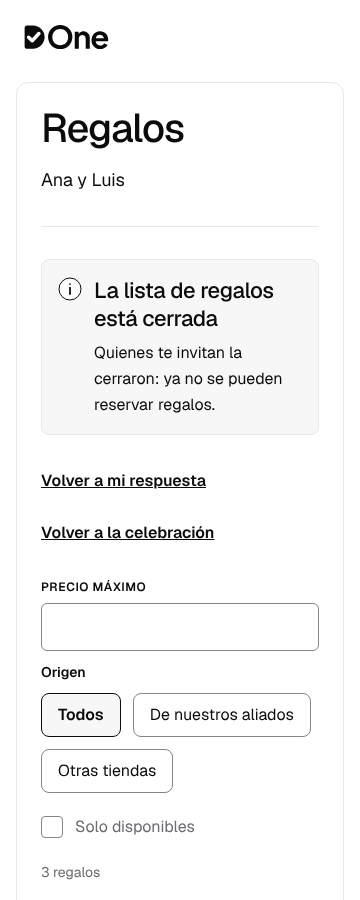 DOne
Regalos
Ana y Luis
La lista de regalos
está cerrada
Quienes te invitan la
cerraron: ya no se pueden
reservar regalos.
Volver a mi respuesta
Volver a la celebración
PRECIO MÁXIMO
Origen
Todos
De nuestros aliados
Otras tiendas
Solo disponibles
3 regalos